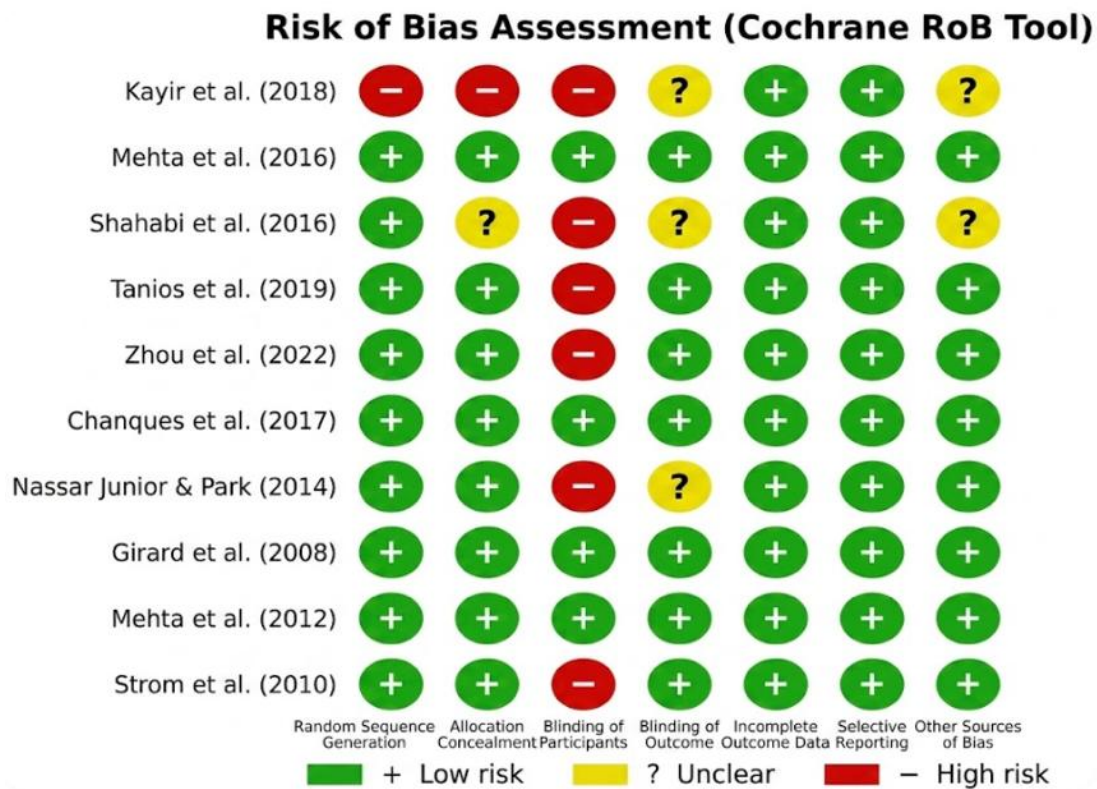 Risk of Bias Assessment (Cochrane RoB Tool)
Kayir et al. (2018) − − − ? + + ?
Mehta et al. (2016) + + + + + + +
Shahabi et al. (2016) + ? − ? + + ?
Tanios et al. (2019) + + − + + + +
Zhou et al. (2022) + + − + + + +
Chanques et al. (2017) + + + + + + +
Nassar Junior & Park (2014) + + − ? + + +
Girard et al. (2008) + + + + + + +
Mehta et al. (2012) + + + + + + +
Strom et al. (2010) + + − + + + +
Random Sequence Allocation Blinding of Blinding of Incomplete Selective Other Sources
Generation Concealment Participants Outcome Outcome Data Reporting of Bias
+ Low risk ? Unclear − High risk